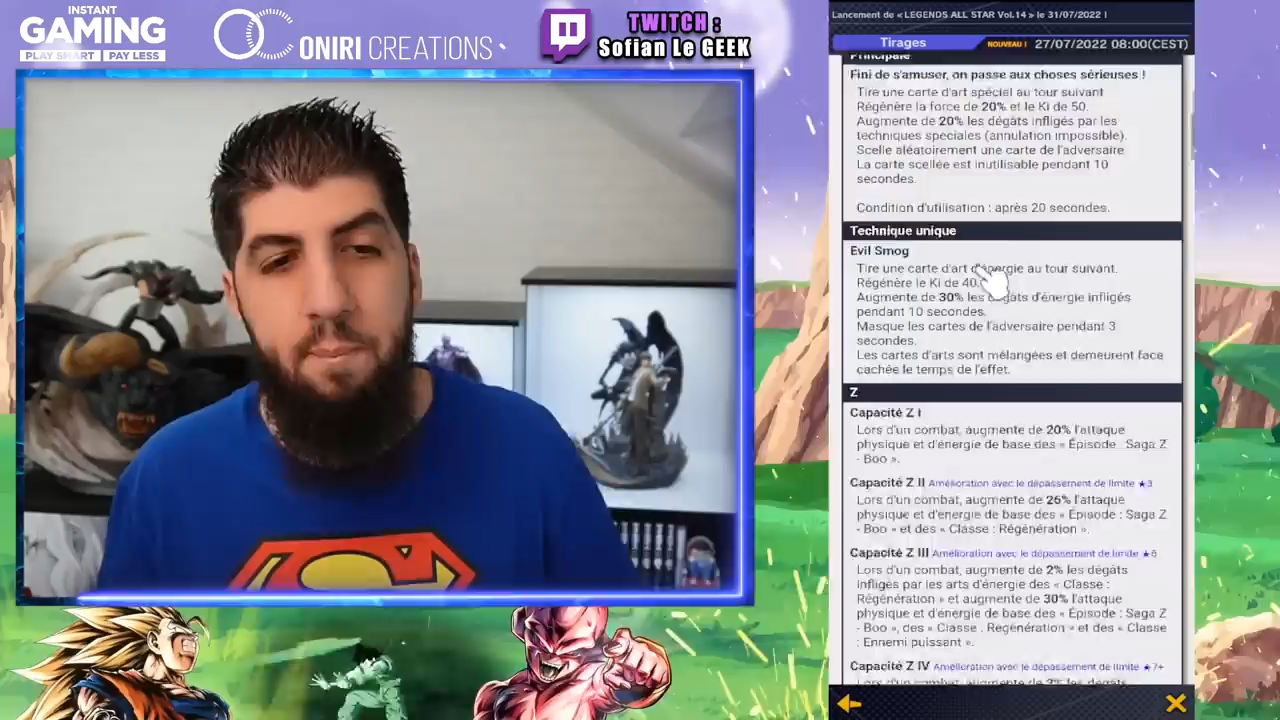 INSTANT
GAMING
PLAY SMART | PAY LESS
ONIRI CREATIONS
TWITCH :
Sofian Le GEEK
Lancement de « LEGENDS ALL STAR Vol.14 » le 31/07/2022 !
Tirages
NOUVEAU ! 27/07/2022 08:00(CEST)
Principale
Fini de s'amuser, on passe aux choses sérieuses !
Tire une carte d'art spécial au tour suivant
Régénère la force de 20% et le Ki de 50.
Augmente de 20% les dégâts infligés par les
techniques spéciales (annulation impossible).
Scelle aléatoirement une carte de l'adversaire
La carte scellée est inutilisable pendant 10
secondes.
Condition d'utilisation : après 20 secondes.
Technique unique
Evil Smog
Tire une carte d'art d'énergie au tour suivant.
Régénère le Ki de 40.
Augmente de 30% les dégâts d'énergie infligés
pendant 10 secondes.
Masque les cartes de l'adversaire pendant 3
secondes.
Les cartes d'arts sont mélangées et demeurent face
cachée le temps de l'effet.
Z
Capacité Z I
Lors d'un combat, augmente de 20% l'attaque
physique et d'énergie de base des « Épisode : Saga Z
- Boo ».
Capacité Z II Amélioration avec le dépassement de limite ★3
Lors d'un combat, augmente de 26% l'attaque
physique et d'énergie de base des « Épisode : Saga Z
- Boo » et des « Classe : Régénération ».
Capacité Z III Amélioration avec le dépassement de limite ★6
Lors d'un combat, augmente de 2% les dégâts
infligés par les arts d'énergie des « Classe :
Régénération » et augmente de 30% l'attaque
physique et d'énergie de base des « Épisode : Saga Z
- Boo », des « Classe : Régénération » et des « Classe
: Ennemi puissant ».
Capacité Z IV Amélioration avec le dépassement de limite ★7+
Lors d'un combat, augmente de 2% les dégâts